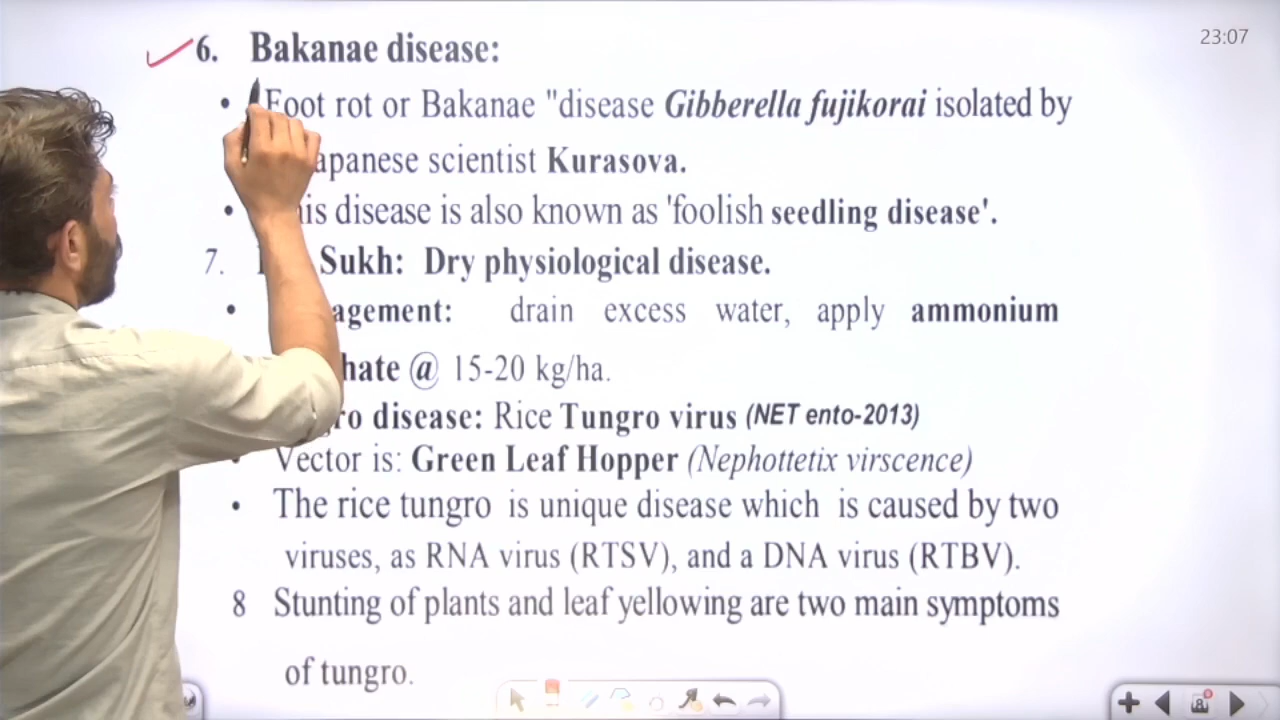 23:07
6. Bakanae disease:
• Foot rot or Bakanae "disease Gibberella fujikorai isolated by
apanese scientist Kurasova.
• is disease is also known as 'foolish seedling disease'.
7. Sukh: Dry physiological disease.
• agement: drain excess water, apply ammonium
hate @ 15-20 kg/ha.
ro disease: Rice Tungro virus (NET ento-2013)
• Vector is: Green Leaf Hopper (Nephottetix virscence)
• The rice tungro is unique disease which is caused by two
viruses, as RNA virus (RTSV), and a DNA virus (RTBV).
8 Stunting of plants and leaf yellowing are two main symptoms
of tungro.